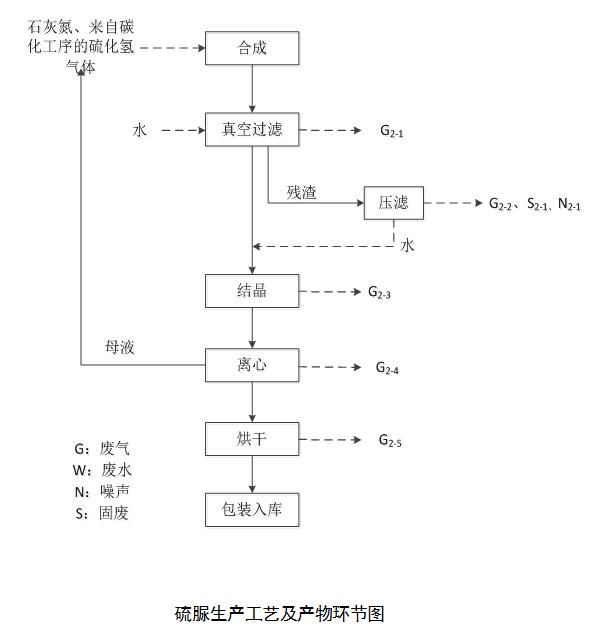 石灰氮、来自碳
化工序的硫化氢
气体
合成
水
真空过滤
G2-1
残渣
压滤
G2-2、S2-1、N2-1
水
结晶
G2-3
母液
离心
G2-4
烘干
G2-5
G：废气
W：废水
N：噪声
S：固废
包装入库
硫脲生产工艺及产物环节图